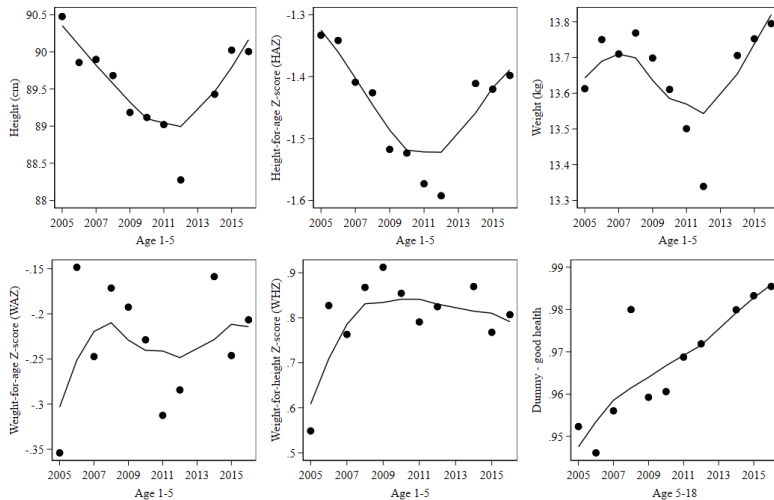 Height (cm)
90.5
90
89.5
89
88.5
88
2005 2007 2009 2011 2013 2015
Age 1-5
Height-for-age Z-score (HAZ)
-1.3
-1.4
-1.5
-1.6
2005 2007 2009 2011 2013 2015
Age 1-5
Weight (kg)
13.8
13.7
13.6
13.5
13.4
13.3
2005 2007 2009 2011 2013 2015
Age 1-5
Weight-for-age Z-score (WAZ)
-.15
-.2
-.25
-.3
-.35
2005 2007 2009 2011 2013 2015
Age 1-5
Weight-for-height Z-score (WHZ)
.9
.8
.7
.6
.5
2005 2007 2009 2011 2013 2015
Age 1-5
Dummy - good health
.99
.98
.97
.96
.95
2005 2007 2009 2011 2013 2015
Age 5-18